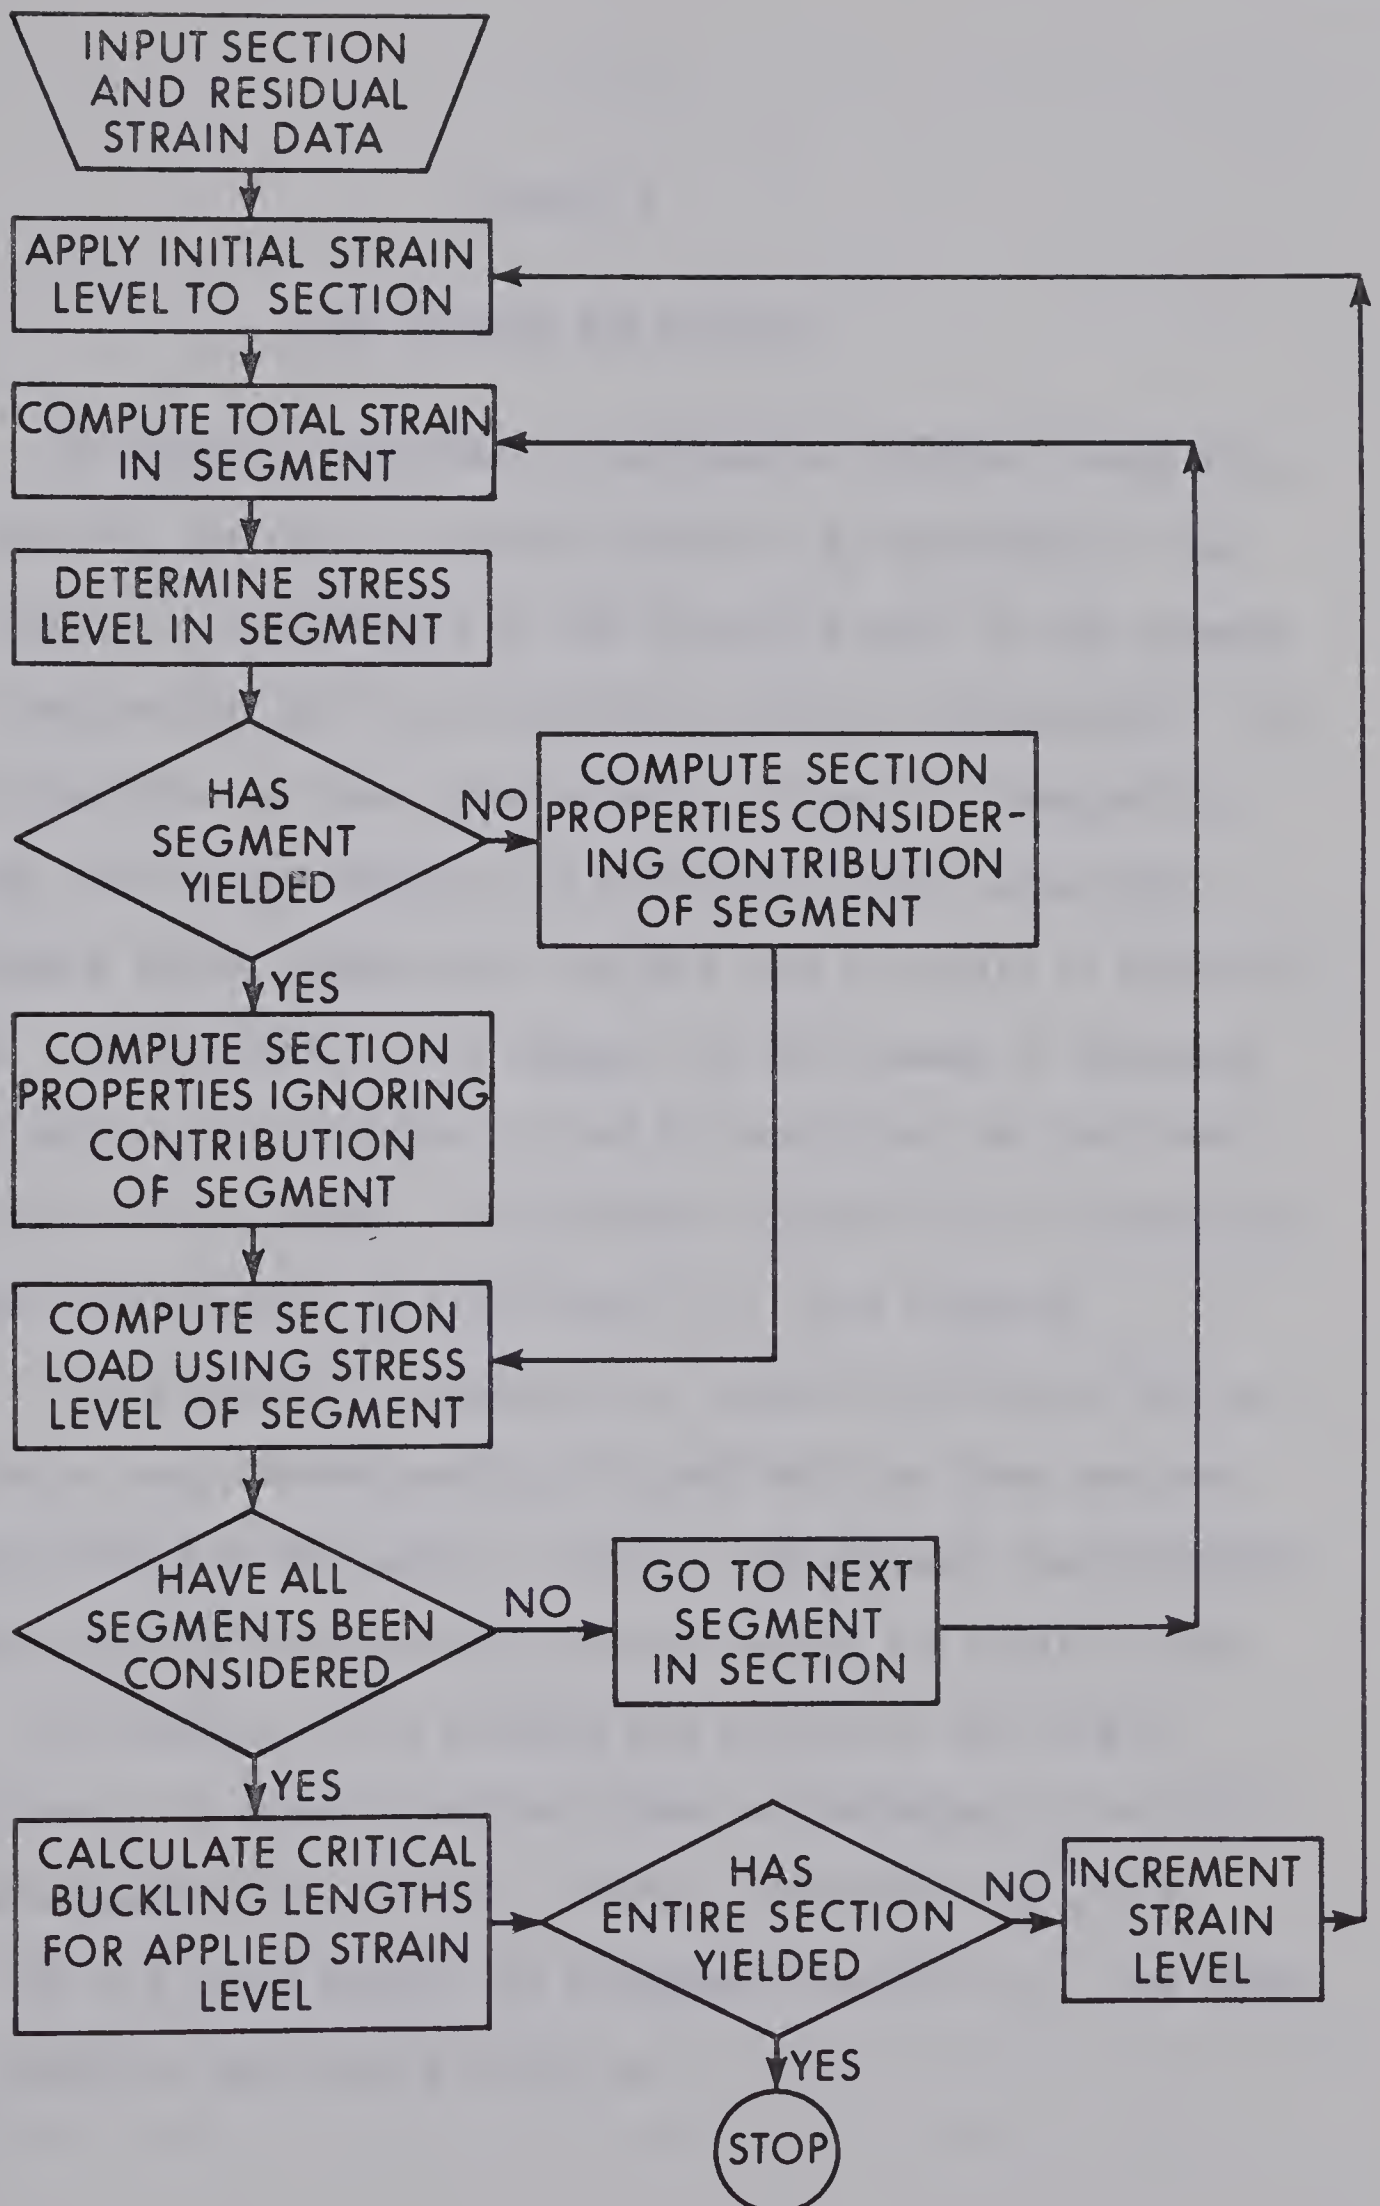 INPUT SECTION
AND RESIDUAL
STRAIN DATA
APPLY INITIAL STRAIN
LEVEL TO SECTION
COMPUTE TOTAL STRAIN
IN SEGMENT
DETERMINE STRESS
LEVEL IN SEGMENT
HAS
SEGMENT
YIELDED
NO
COMPUTE SECTION
PROPERTIES CONSIDER-
ING CONTRIBUTION
OF SEGMENT
YES
COMPUTE SECTION
PROPERTIES IGNORING
CONTRIBUTION
OF SEGMENT
COMPUTE SECTION
LOAD USING STRESS
LEVEL OF SEGMENT
HAVE ALL
SEGMENTS BEEN
CONSIDERED
NO
GO TO NEXT
SEGMENT
IN SECTION
YES
CALCULATE CRITICAL
BUCKLING LENGTHS
FOR APPLIED STRAIN
LEVEL
HAS
ENTIRE SECTION
YIELDED
NO
INCREMENT
STRAIN
LEVEL
YES
STOP